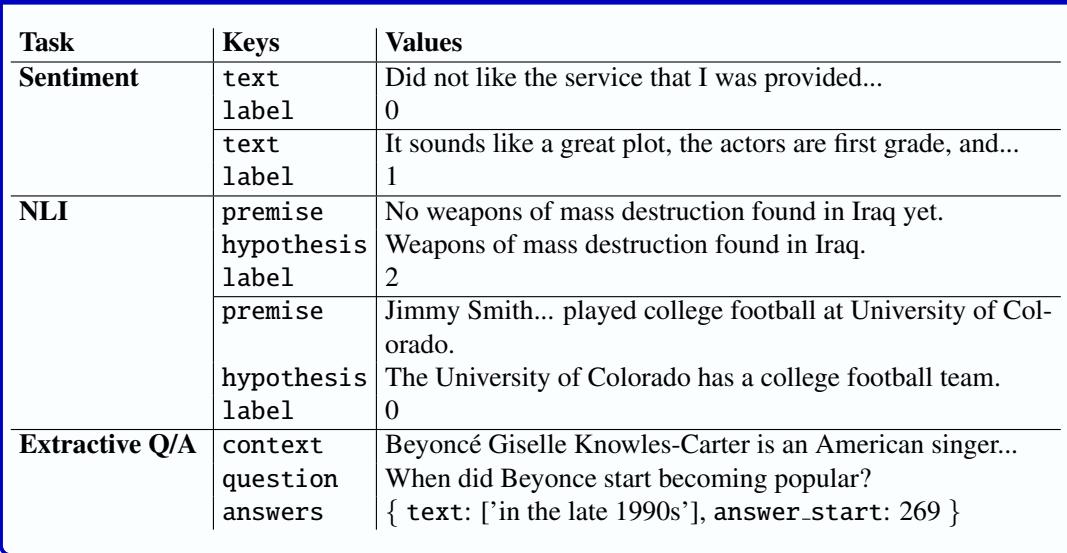 Task Keys Values
Sentiment text Did not like the service that I was provided...
label 0
text It sounds like a great plot, the actors are first grade, and...
label 1
NLI premise No weapons of mass destruction found in Iraq yet.
hypothesis Weapons of mass destruction found in Iraq.
label 2
premise Jimmy Smith... played college football at University of Col-
orado.
hypothesis The University of Colorado has a college football team.
label 0
Extractive Q/A context Beyoncé Giselle Knowles-Carter is an American singer...
question When did Beyonce start becoming popular?
answers { text: ['in the late 1990s'], answer_start: 269 }